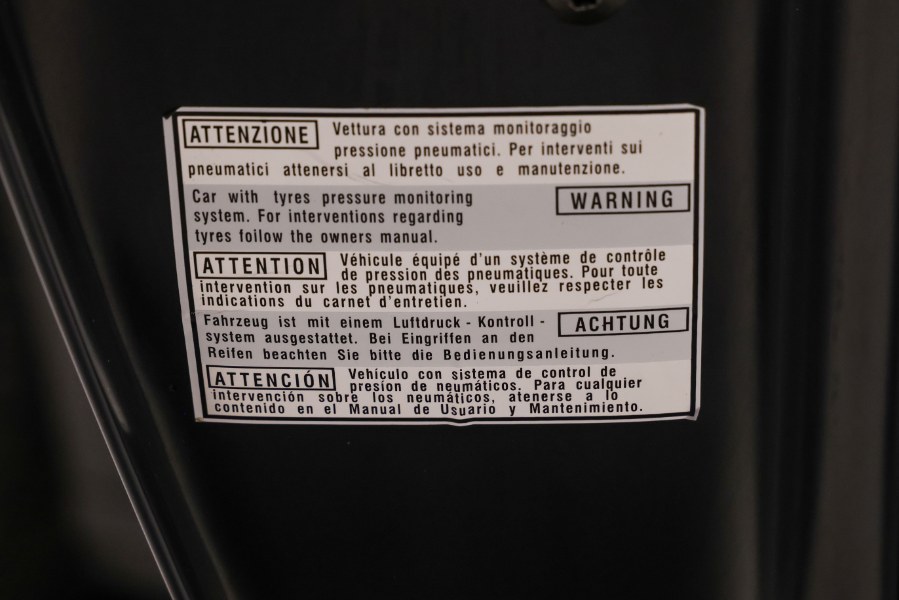 ATTENZIONE Vettura con sistema monitoraggio
pressione pneumatici. Per interventi sui
pneumatici attenersi al libretto uso e manutenzione.
Car with tyres pressure monitoring WARNING
system. For interventions regarding
tyres follow the owners manual.
ATTENTION Véhicule équipé d'un système de contrôle
de pression des pneumatiques. Pour toute
intervention sur les pneumatiques, veuillez respecter les
indications du carnet d'entretien.
Fahrzeug ist mit einem Luftdruck - Kontroll - ACHTUNG
system ausgestattet. Bei Eingriffen an den
Reifen beachten Sie bitte die Bedienungsanleitung.
ATTENCIÓN Vehículo con sistema de control de
presión de neumáticos. Para cualquier
intervención sobre los neumáticos, atenerse a lo
contenido en el Manual de Usuario y Mantenimiento.